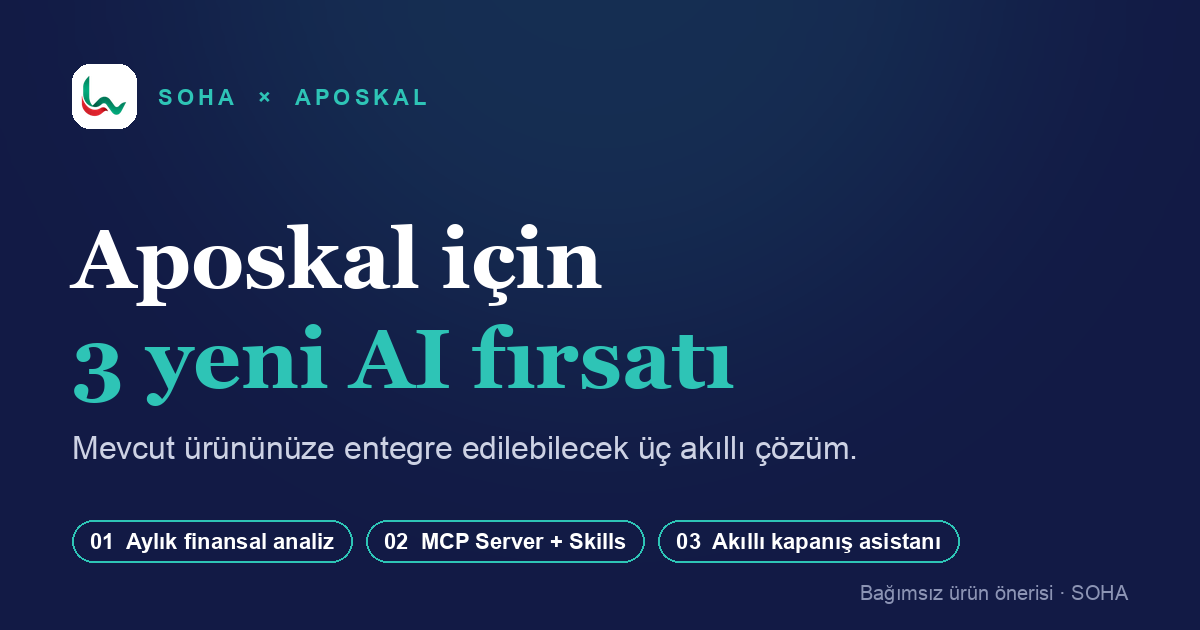 SOHA × APOSKAL
Aposkal için
3 yeni AI fırsatı
Mevcut ürününüze entegre edilebilecek üç akıllı çözüm.
01 Aylık finansal analiz
02 MCP Server + Skills
03 Akıllı kapanış asistanı
Bağımsız ürün önerisi · SOHA